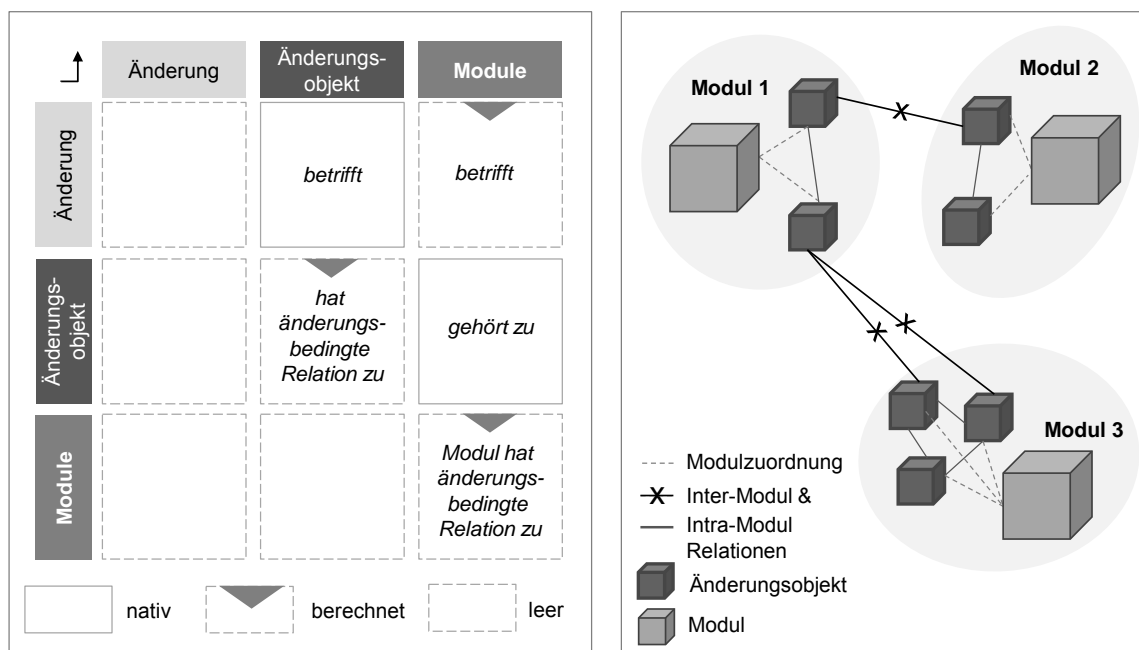 Änderung
Änderungs-
objekt
Module
Änderung
betrifft
betrifft
Änderungs-
objekt
hat
änderungs-
bedingte
Relation zu
gehört zu
Module
Modul hat
änderungs-
bedingte
Relation zu
nativ
berechnet
leer
Modul 1
Modul 2
Modul 3
Modulzuordnung
Inter-Modul &
Intra-Modul
Relationen
Änderungsobjekt
Modul